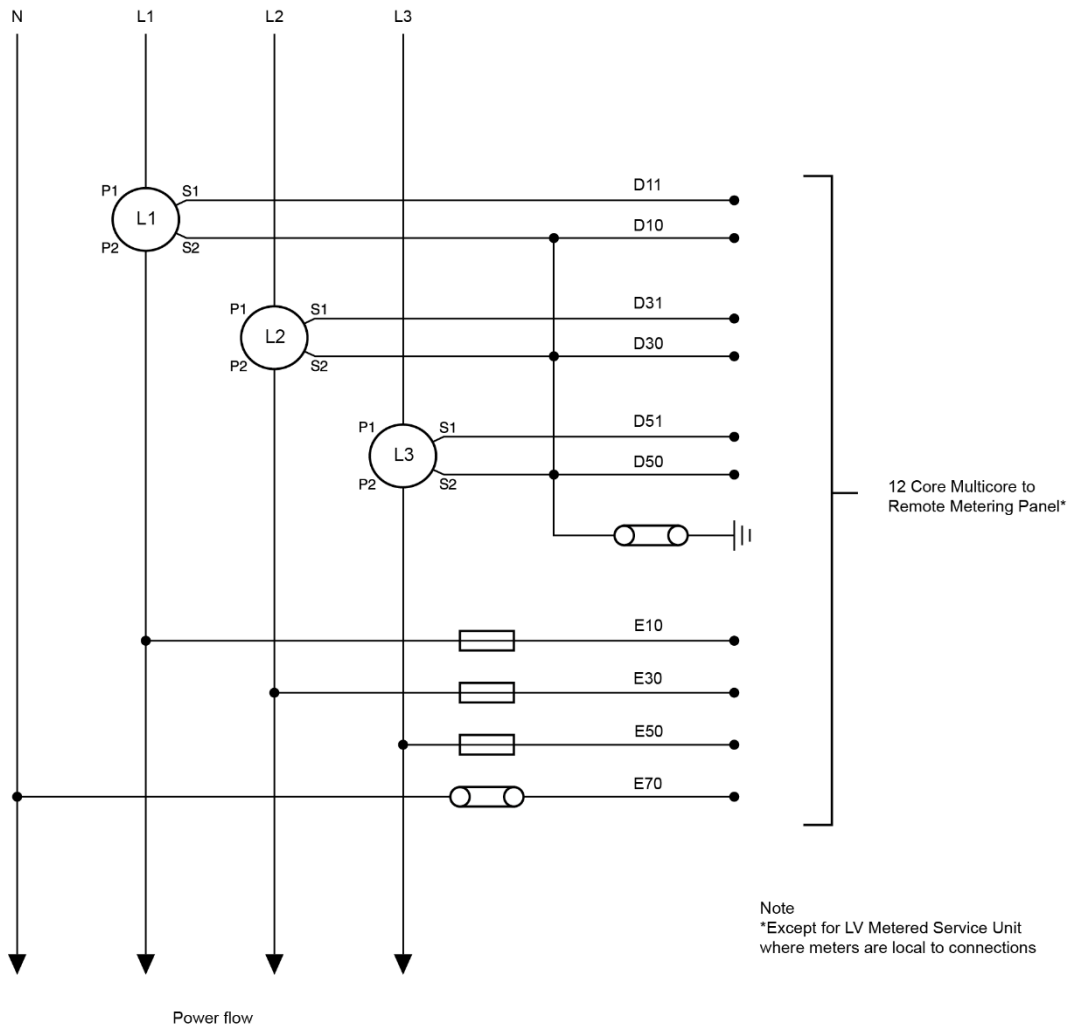 N L1 L2 L3
P1 S1 D11
L1
P2 S2 D10
P1 S1 D31
L2
P2 S2 D30
P1 S1 D51
L3
P2 S2 D50
12 Core Multicore to
Remote Metering Panel*
E10
E30
E50
E70
Note
*Except for LV Metered Service Unit
where meters are local to connections
Power flow